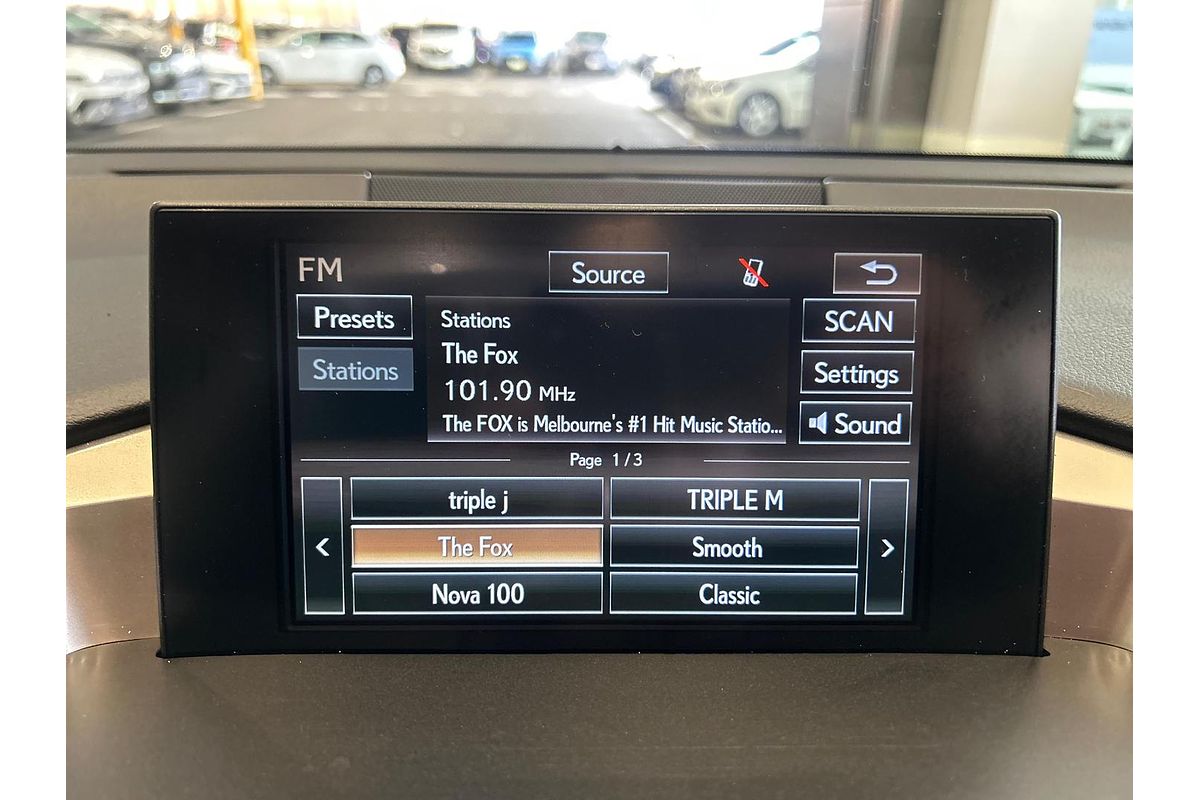 FM
Source
Presets
Stations
SCAN
The Fox
Stations
101.90 MHz
Settings
The FOX is Melbourne's #1 Hit Music Statio...
Sound
Page 1/3
triple j
TRIPLE M
<
The Fox
Smooth
>
Nova 100
Classic